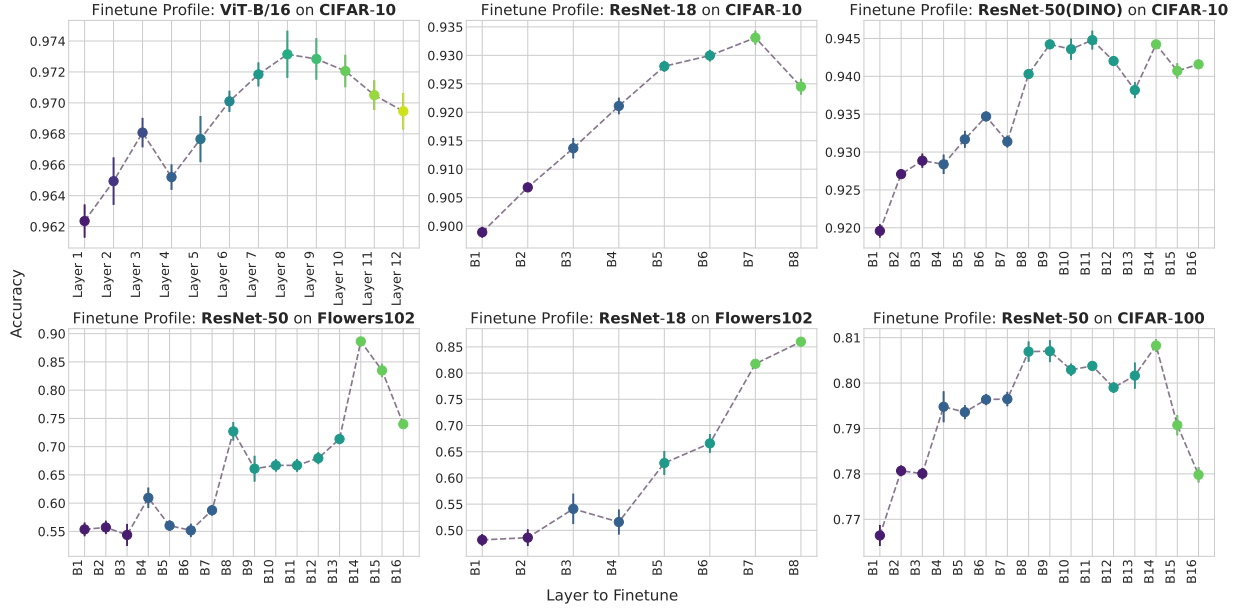 Finetune Profile: ViT-B/16 on CIFAR-10
0.974
0.972
0.970
0.968
0.966
0.964
0.962
Layer 1
Layer 2
Layer 3
Layer 4
Layer 5
Layer 6
Layer 7
Layer 8
Layer 9
Layer 10
Layer 11
Layer 12
Finetune Profile: ResNet-18 on CIFAR-10
0.935
0.930
0.925
0.920
0.915
0.910
0.905
0.900
B1
B2
B3
B4
B5
B6
B7
B8
Finetune Profile: ResNet-50(DINO) on CIFAR-10
0.945
0.940
0.935
0.930
0.925
0.920
B1
B2
B3
B4
B5
B6
B7
B8
B9
B10
B11
B12
B13
B14
B15
B16
Accuracy
Finetune Profile: ResNet-50 on Flowers102
0.90
0.85
0.80
0.75
0.70
0.65
0.60
0.55
B1
B2
B3
B4
B5
B6
B7
B8
B9
B10
B11
B12
B13
B14
B15
B16
Finetune Profile: ResNet-18 on Flowers102
0.85
0.80
0.75
0.70
0.65
0.60
0.55
0.50
B1
B2
B3
B4
B5
B6
B7
B8
Finetune Profile: ResNet-50 on CIFAR-100
0.81
0.80
0.79
0.78
0.77
B1
B2
B3
B4
B5
B6
B7
B8
B9
B10
B11
B12
B13
B14
B15
B16
Layer to Finetune